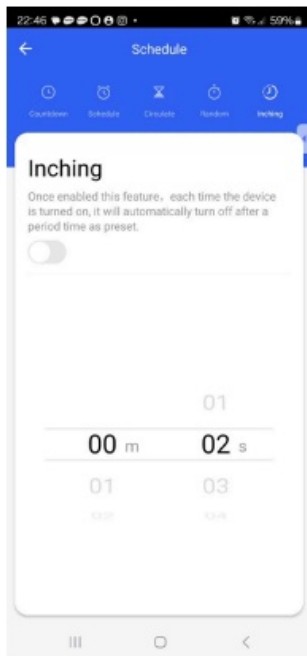 22:46
59%
Schedule
Countdown Schedule Circulate Random Inching
Inching
Once enabled this feature, each time the device
is turned on, it will automatically turn off after a
period time as preset.
01
00 m 02 s
01 03